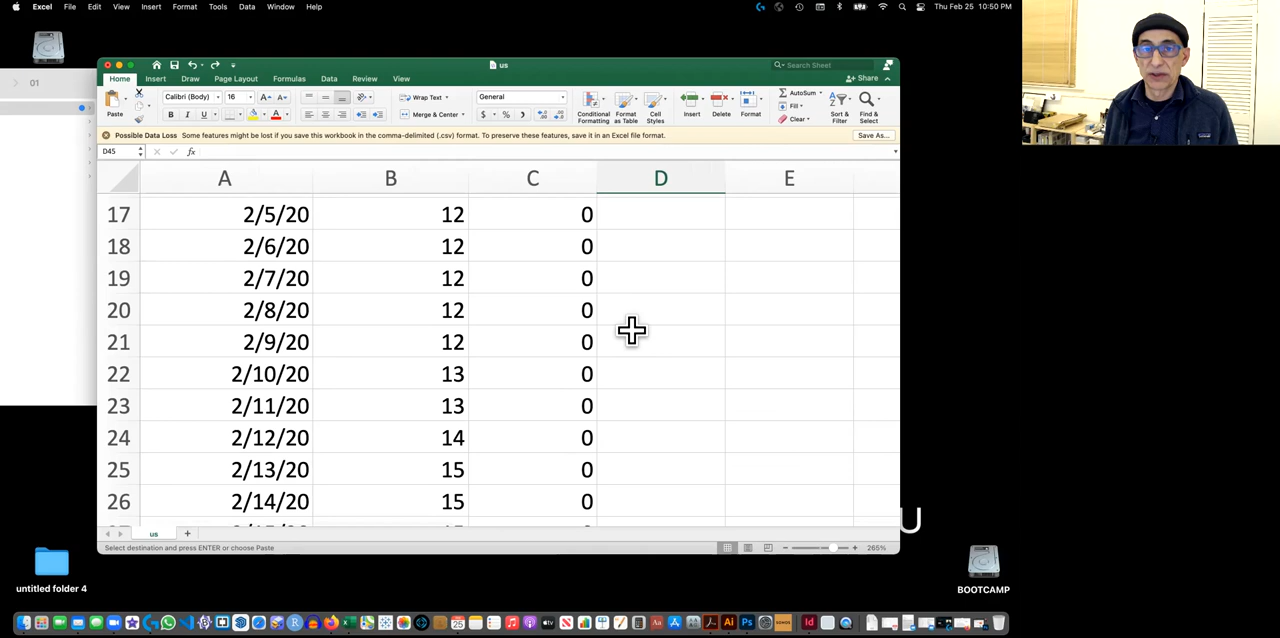 Excel File Edit View Insert Format Tools Data Window Help
Thu Feb 25 10:50 PM
01
us
Search Sheet
Home Insert Draw Page Layout Formulas Data Review View
Share
Paste
Calibri (Body) 16
Wrap Text
General
Merge & Center
B I U
$ %
Conditional Formatting
Format as Table
Cell Styles
Insert
Delete
Format
AutoSum
Fill
Clear
Sort & Filter
Find & Select
Possible Data Loss Some features might be lost if you save this workbook in the comma-delimited (.csv) format. To preserve these features, save it in an Excel file format.
Save As...
D45 fx
A B C D E
17 2/5/20 12 0
18 2/6/20 12 0
19 2/7/20 12 0
20 2/8/20 12 0
21 2/9/20 12 0
22 2/10/20 13 0
23 2/11/20 13 0
24 2/12/20 14 0
25 2/13/20 15 0
26 2/14/20 15 0
U
us
Select destination and press ENTER or choose Paste
265%
untitled folder 4
BOOTCAMP